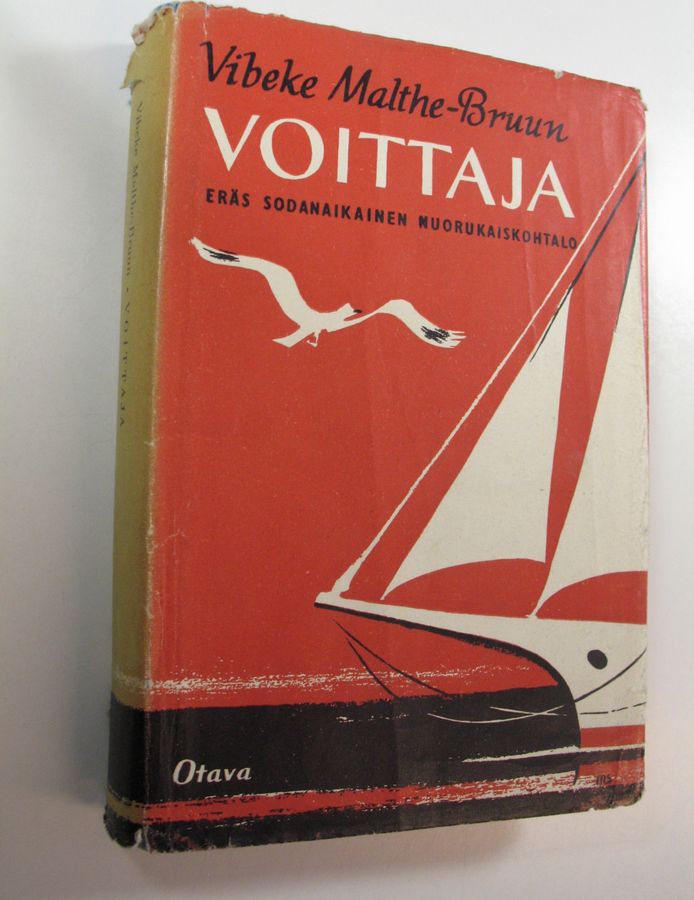 Vibeke Malthe-Bruun
VOITTAJA
ERÄS SODANAIKAINEN NUORUKAISKOHTALO
Otava
Vibeke Malthe-Bruun • VOITTAJA